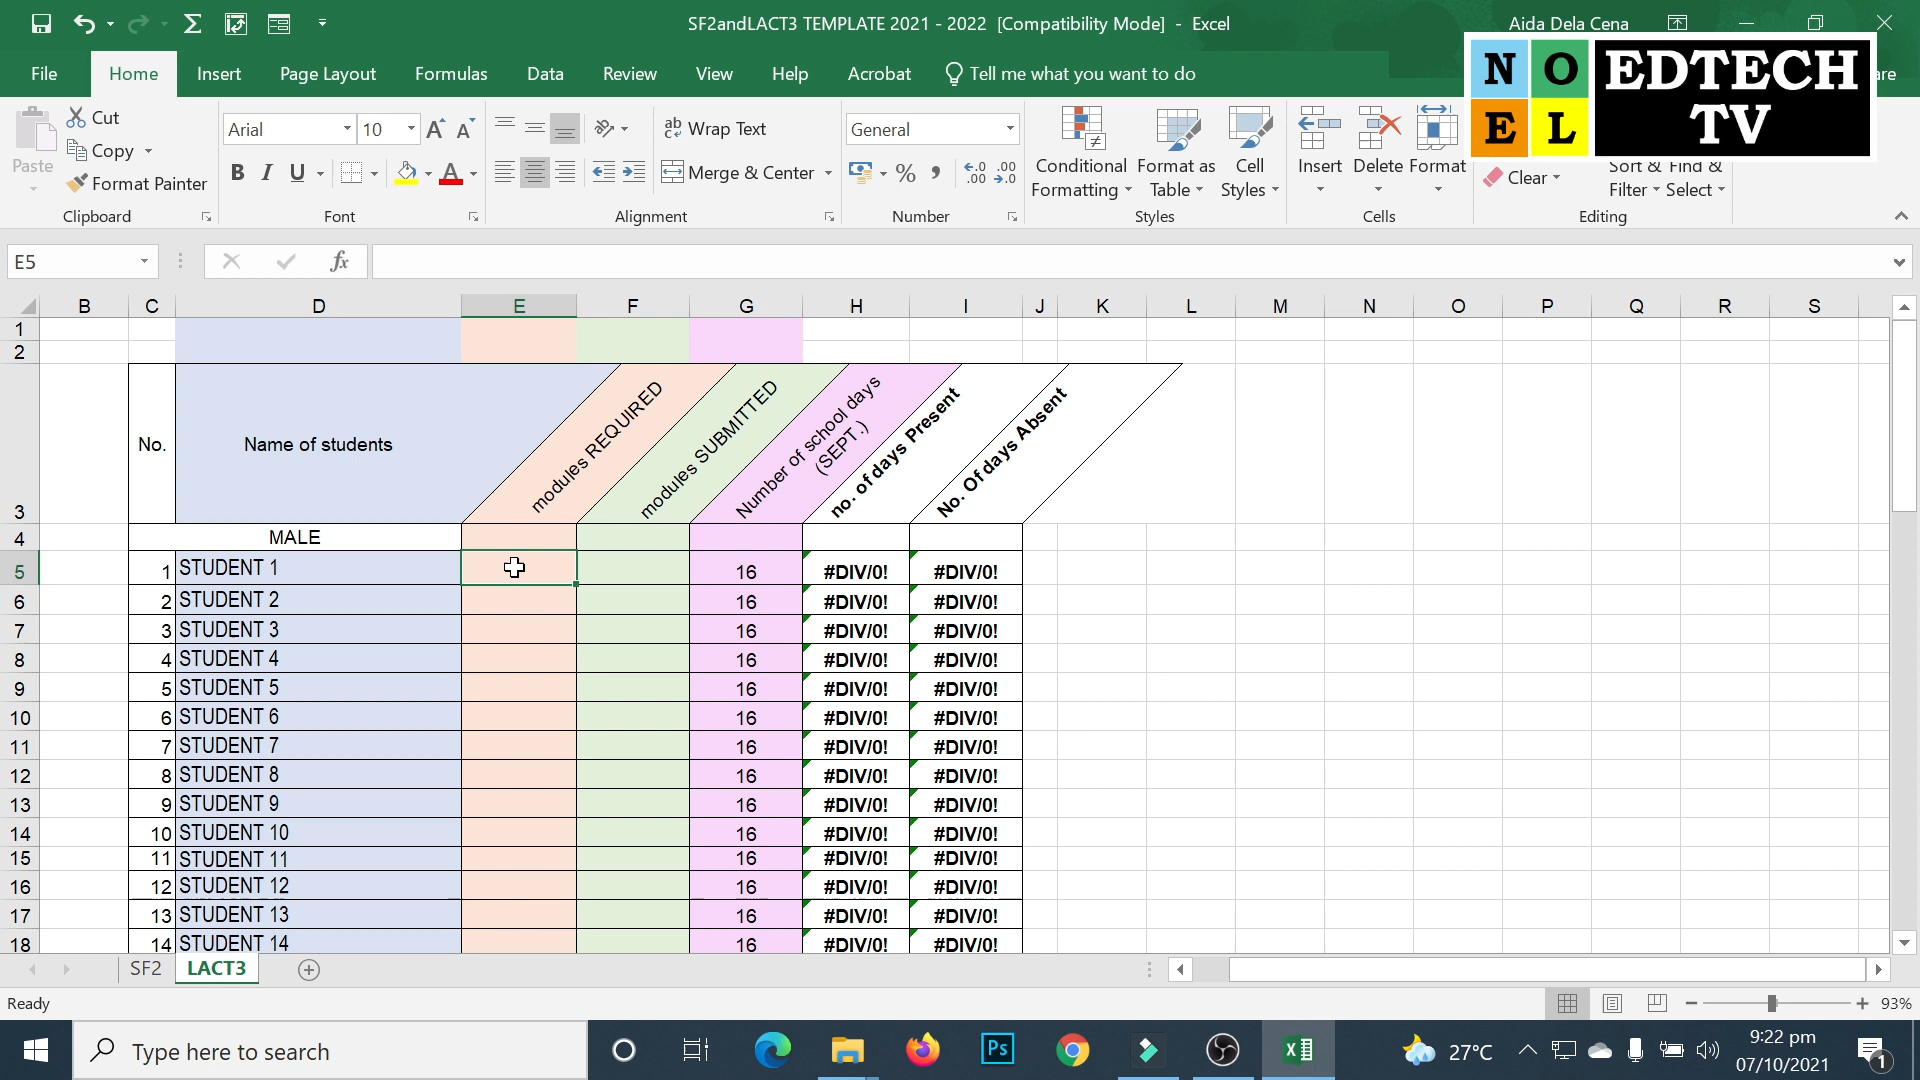 SF2andLACT3 TEMPLATE 2021 - 2022 [Compatibility Mode] - Excel
Aida Dela Cena
File Home Insert Page Layout Formulas Data Review View Help Acrobat Tell me what you want to do
are
N O E L
EDTECH
TV
Paste
Cut
Copy
Format Painter
Clipboard
Arial 10
B I U
Font
ab Wrap Text
Merge & Center
Alignment
General
% ,
Number
Conditional Formatting
Format as Table
Cell Styles
Styles
Insert Delete Format
Cells
Clear
Sort & Filter
Find & Select
Editing
E5
fx
B C D E F G H I J K L M N O P Q R S
1
2
3 No. Name of students modules REQUIRED modules SUBMITTED Number of school days (SEPT.) no. of days Present No. Of days Absent
4 MALE
5 1 STUDENT 1 16 #DIV/0! #DIV/0!
6 2 STUDENT 2 16 #DIV/0! #DIV/0!
7 3 STUDENT 3 16 #DIV/0! #DIV/0!
8 4 STUDENT 4 16 #DIV/0! #DIV/0!
9 5 STUDENT 5 16 #DIV/0! #DIV/0!
10 6 STUDENT 6 16 #DIV/0! #DIV/0!
11 7 STUDENT 7 16 #DIV/0! #DIV/0!
12 8 STUDENT 8 16 #DIV/0! #DIV/0!
13 9 STUDENT 9 16 #DIV/0! #DIV/0!
14 10 STUDENT 10 16 #DIV/0! #DIV/0!
15 11 STUDENT 11 16 #DIV/0! #DIV/0!
16 12 STUDENT 12 16 #DIV/0! #DIV/0!
17 13 STUDENT 13 16 #DIV/0! #DIV/0!
18 14 STUDENT 14 16 #DIV/0! #DIV/0!
SF2 LACT3
Ready
93%
Type here to search
Ps
27°C
9:22 pm
07/10/2021
1